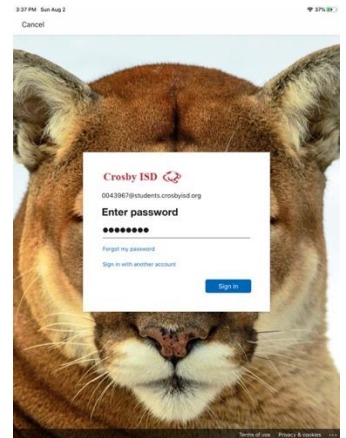 3:37 PM Sun Aug 2 37%
Cancel
Crosby ISD
0043967@students.crosbyisd.org
Enter password
●●●●●●●●
Forgot my password
Sign in with another account
Sign in
Terms of use Privacy & cookies ...